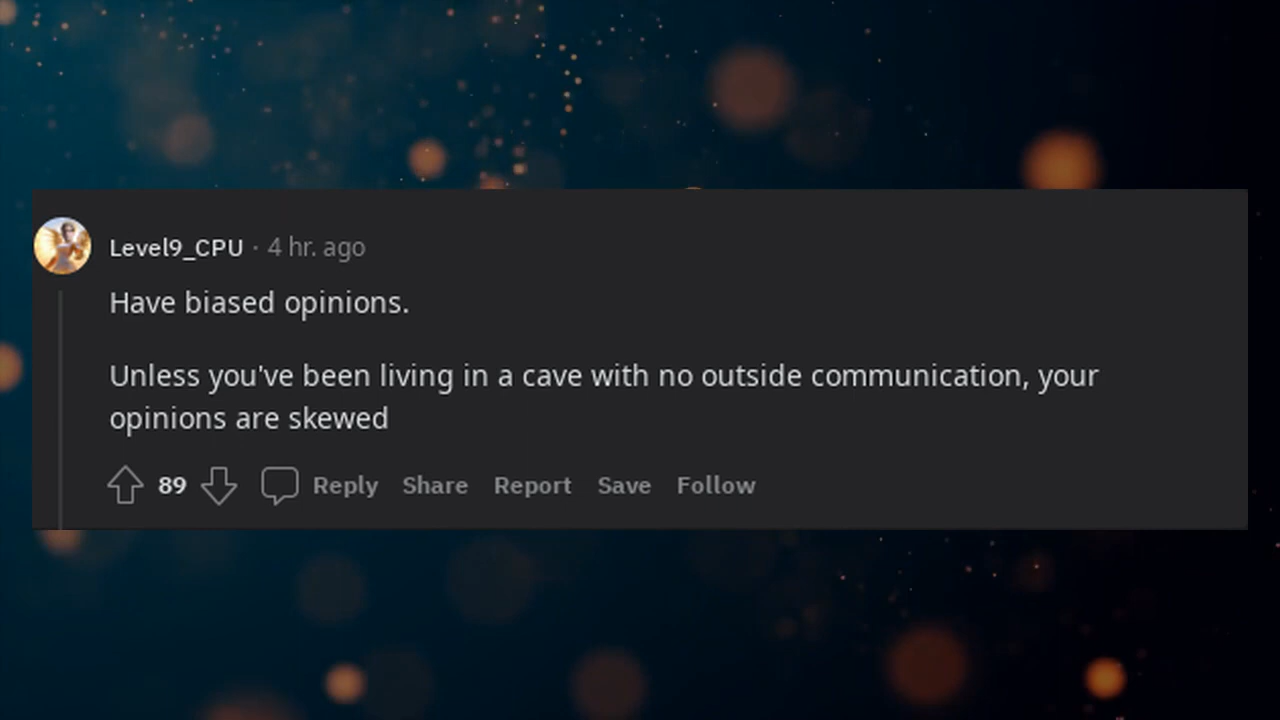 Level9_CPU · 4 hr. ago
Have biased opinions.
Unless you've been living in a cave with no outside communication, your
opinions are skewed
89 Reply Share Report Save Follow